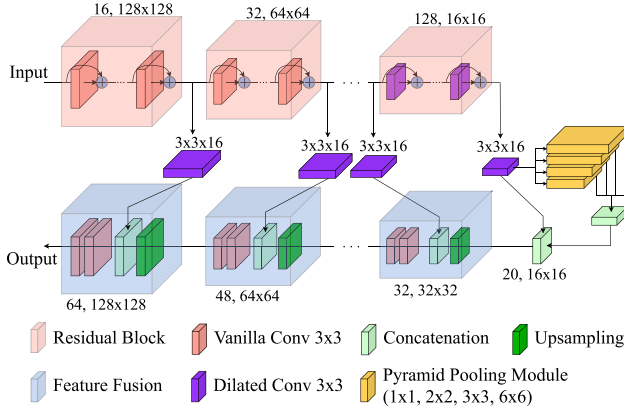 16, 128x128
32, 64x64
128, 16x16
Input
3x3x16
3x3x16
3x3x16
3x3x16
Output
64, 128x128
48, 64x64
32, 32x32
20, 16x16
Residual Block
Vanilla Conv 3x3
Concatenation
Upsampling
Feature Fusion
Dilated Conv 3x3
Pyramid Pooling Module
(1x1, 2x2, 3x3, 6x6)